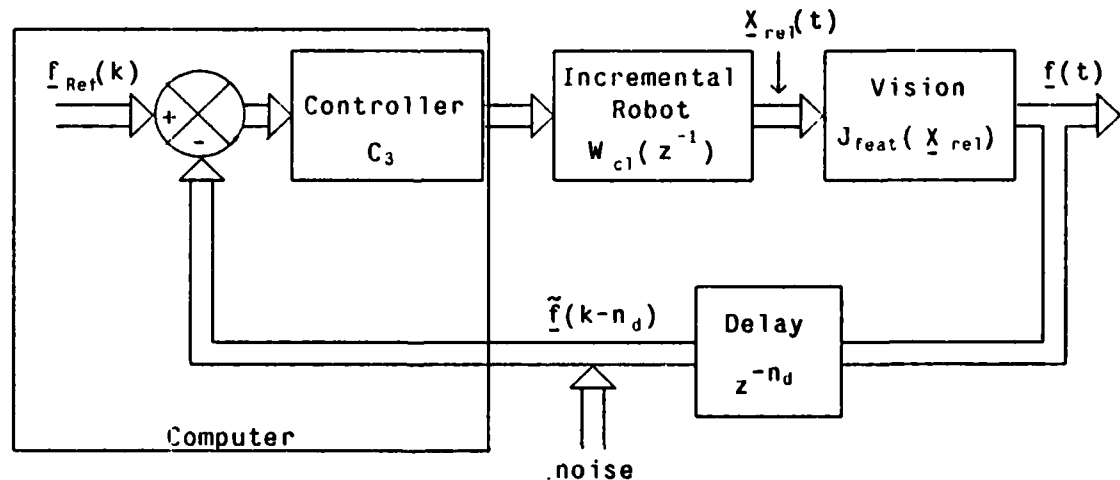 f_Ref(k)
+
-
Controller
C₃
Incremental
Robot
W_cl(z⁻¹)
X_rel(t)
Vision
J_feat(X_rel)
f(t)
f̃(k-n_d)
Delay
z^-n_d
Computer
.noise